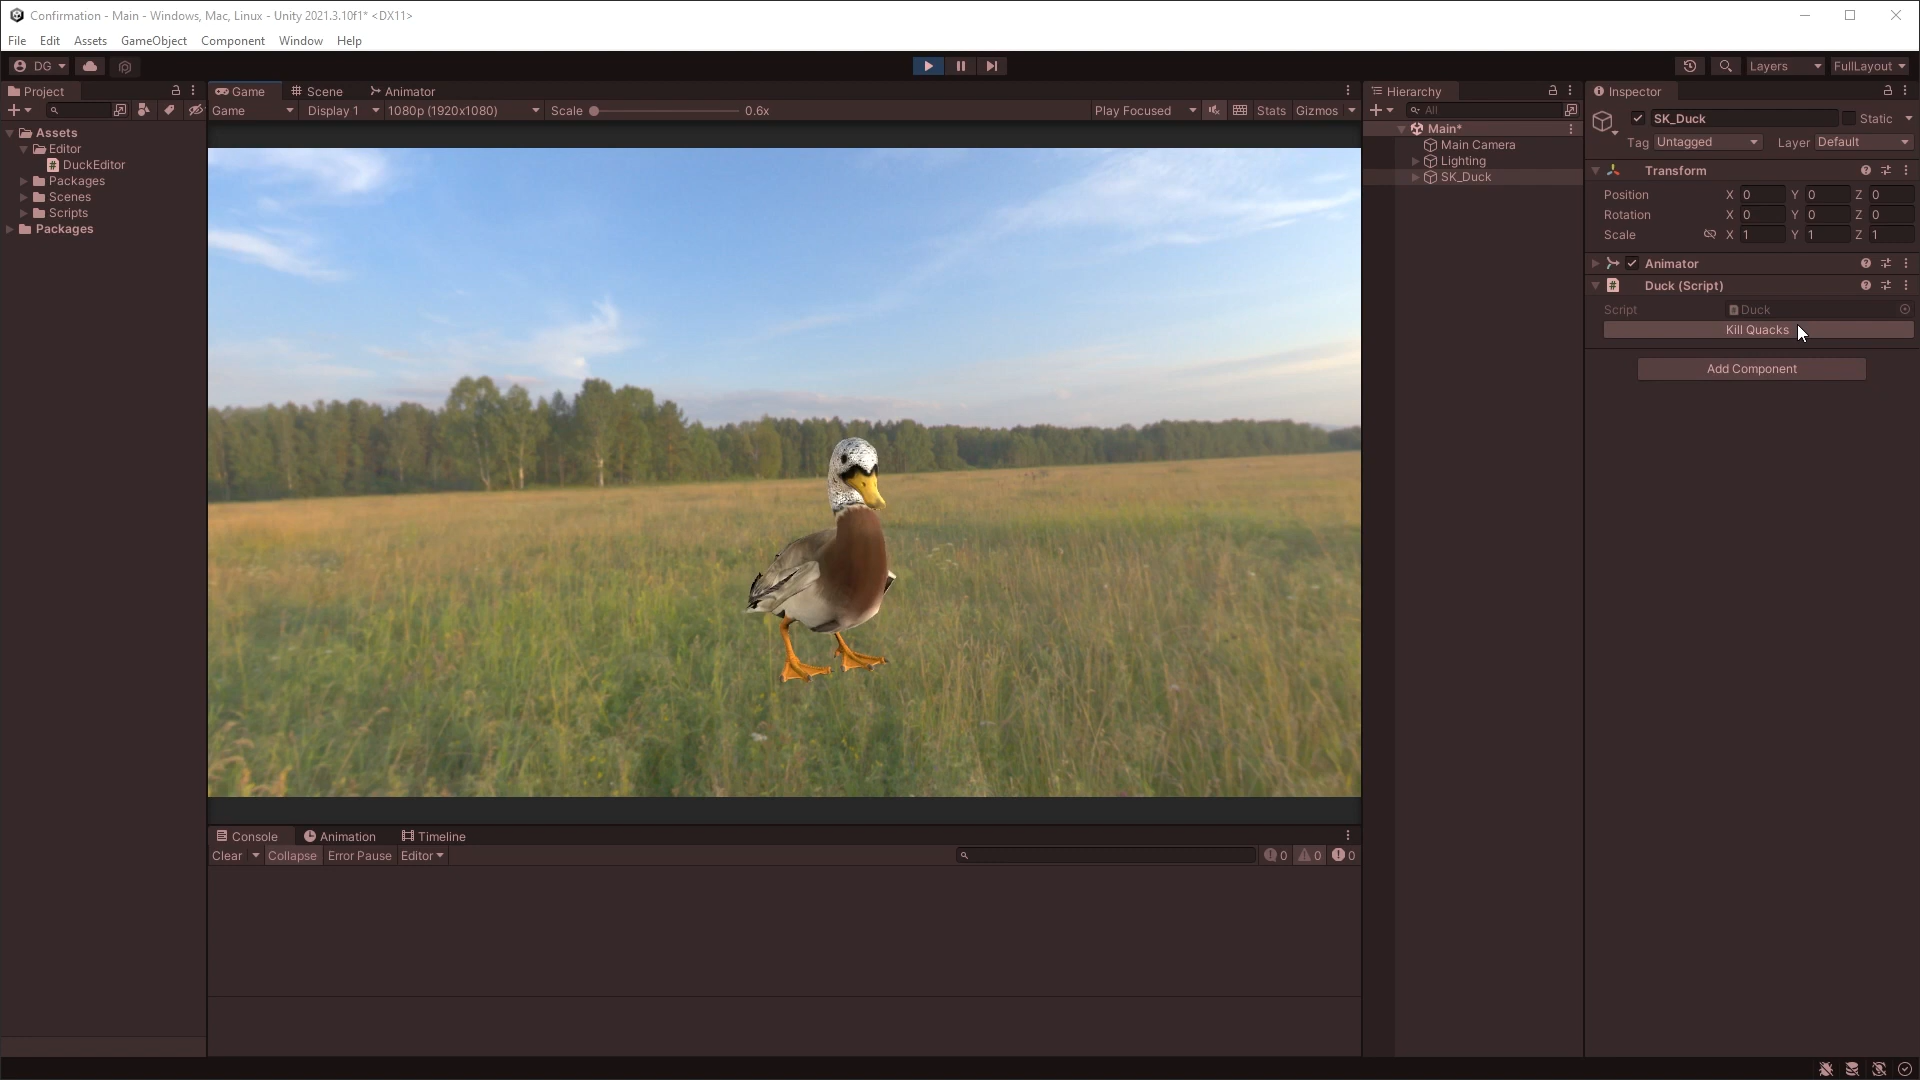 Confirmation - Main - Windows, Mac, Linux - Unity 2021.3.10f1* <DX11>
File Edit Assets GameObject Component Window Help
DG
Layers
FullLayout
Project
Assets
Editor
DuckEditor
Packages
Scenes
Scripts
Packages
Game Scene Animator
Game Display 1 1080p (1920x1080) Scale 0.6x Play Focused Stats Gizmos
Console Animation Timeline
Clear Collapse Error Pause Editor 0 0 0
Hierarchy
All
Main*
Main Camera
Lighting
SK_Duck
Inspector
SK_Duck Static
Tag Untagged Layer Default
Transform
Position X 0 Y 0 Z 0
Rotation X 0 Y 0 Z 0
Scale X 1 Y 1 Z 1
Animator
# Duck (Script)
Script Duck
Kill Quacks
Add Component